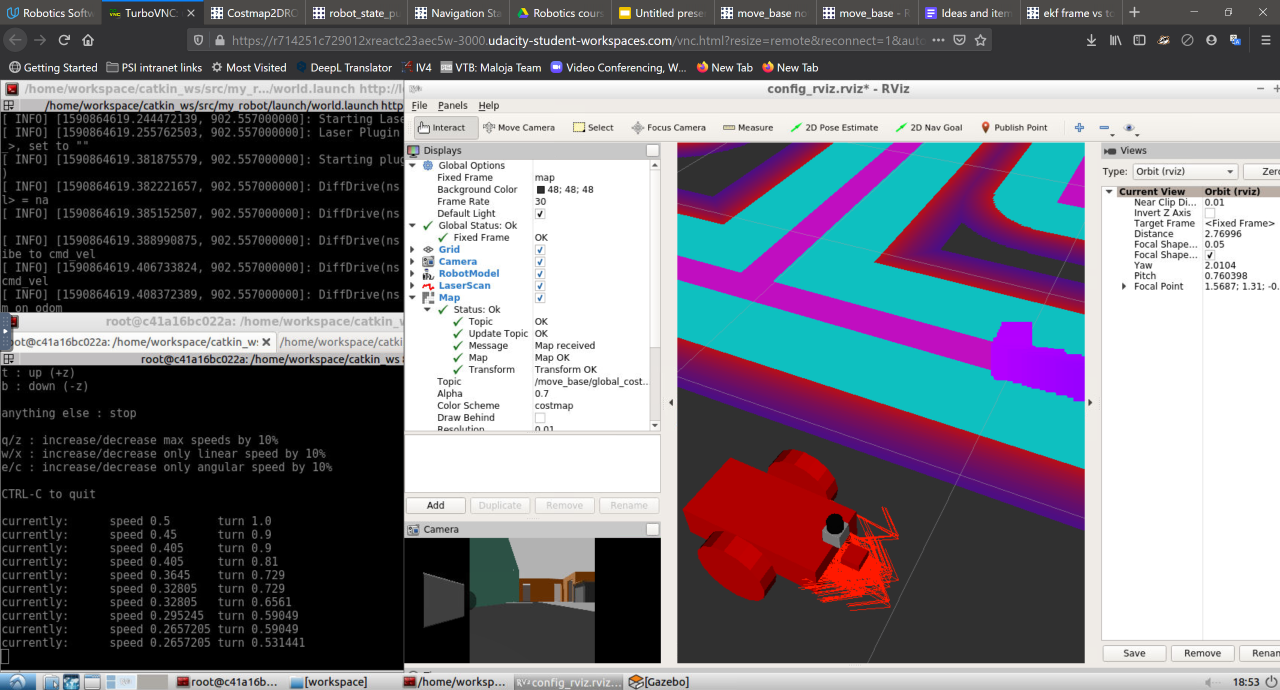 Robotics Softw
TurboVNC:
Costmap2DRO
robot_state_pu
Navigation Sta
Robotics cours
Untitled prese
move_base no
move_base - R
Ideas and item
ekf frame vs to
https://r714251c729012xreactc23aec5w-3000.udacity-student-workspaces.com/vnc.html?resize=remote&reconnect=1&auto
Getting Started
PSI intranet links
Most Visited
DeepL Translator
IV4
VTB: Maloja Team
Video Conferencing, W...
New Tab
New Tab
/home/workspace/catkin_ws/src/my_r.../world.launch http://lo
/home/workspace/catkin_ws/src/my_robot/launch/world.launch http
[ INFO] [1590864619.244472139, 902.557000000]: Starting Lase
[ INFO] [1590864619.255762503, 902.557000000]: Laser Plugin
>, set to ""
[ INFO] [1590864619.381875579, 902.557000000]: Starting plug
)
[ INFO] [1590864619.382221657, 902.557000000]: DiffDrive(ns
l> = na
[ INFO] [1590864619.385152507, 902.557000000]: DiffDrive(ns
[ INFO] [1590864619.388990875, 902.557000000]: DiffDrive(ns
ibe to cmd_vel
[ INFO] [1590864619.406733824, 902.557000000]: DiffDrive(ns
cmd_vel
[ INFO] [1590864619.408372389, 902.557000000]: DiffDrive(ns
m on odom
root@c41a16bc022a: /home/workspace/catkin_ws
oot@c41a16bc022a: /home/workspace/catkin_ws
/home/workspace/catkin
root@c41a16bc022a: /home/workspace/catkin_ws
t : up (+z)
b : down (-z)
anything else : stop
q/z : increase/decrease max speeds by 10%
w/x : increase/decrease only linear speed by 10%
e/c : increase/decrease only angular speed by 10%
CTRL-C to quit
currently: speed 0.5 turn 1.0
currently: speed 0.45 turn 0.9
currently: speed 0.405 turn 0.9
currently: speed 0.405 turn 0.81
currently: speed 0.3645 turn 0.729
currently: speed 0.32805 turn 0.729
currently: speed 0.32805 turn 0.6561
currently: speed 0.295245 turn 0.59049
currently: speed 0.2657205 turn 0.59049
currently: speed 0.2657205 turn 0.531441
config_rviz.rviz* - RViz
File Panels Help
Interact
Move Camera
Select
Focus Camera
Measure
2D Pose Estimate
2D Nav Goal
Publish Point
Displays
Global Options
Fixed Frame map
Background Color 48; 48; 48
Frame Rate 30
Default Light
Global Status: Ok
Fixed Frame OK
Grid
Camera
RobotModel
LaserScan
Map
Status: Ok
Topic OK
Update Topic OK
Message Map received
Map Map OK
Transform Transform OK
Topic /move_base/global_cost...
Alpha 0.7
Color Scheme costmap
Draw Behind
Resolution 0.01
Add
Duplicate
Remove
Rename
Camera
Views
Type: Orbit (rviz)
Zero
Current View Orbit (rviz)
Near Clip Di... 0.01
Invert Z Axis
Target Frame <Fixed Frame>
Distance 2.76996
Focal Shape... 0.05
Focal Shape...
Yaw 2.0104
Pitch 0.760398
Focal Point 1.5687; 1.31; -0.
Save
Remove
Renan
root@c41a16b...
[workspace]
/home/worksp...
config_rviz.rviz...
[Gazebo]
18:53